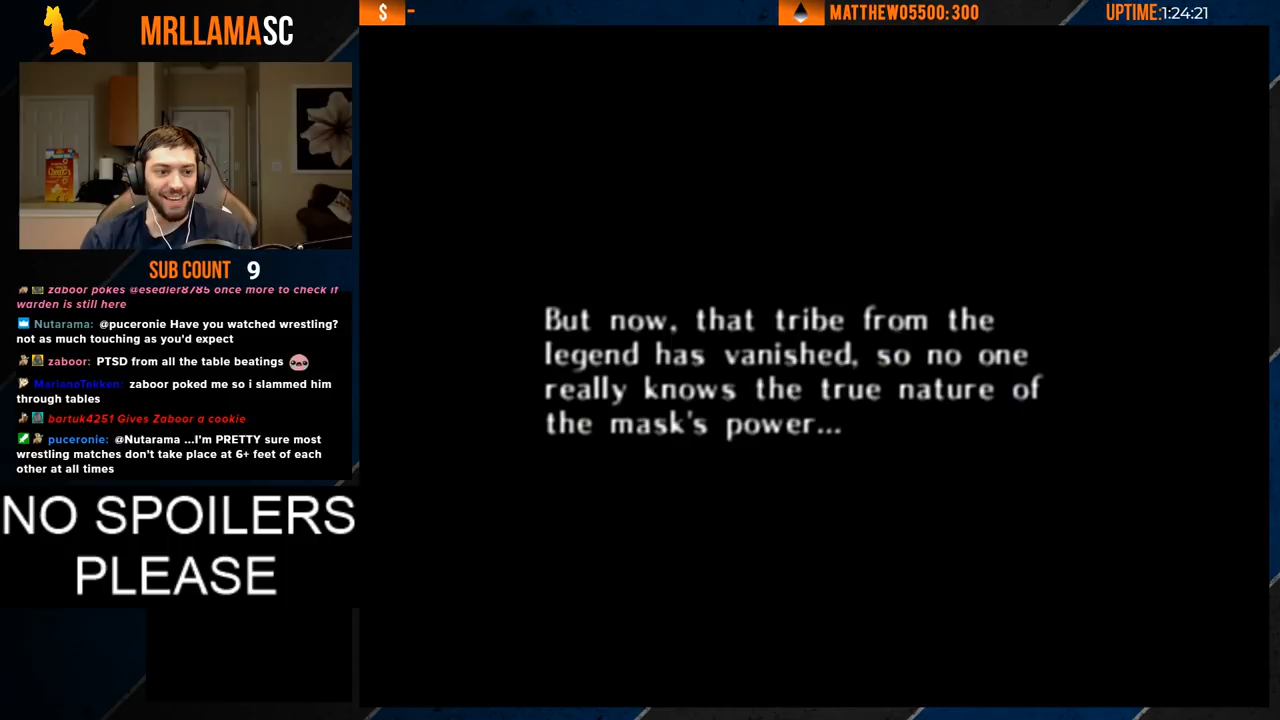 MRLLAMASC
$ -
MATTHEW05500: 300
UPTIME:1:24:21
Cheerios
SUB COUNT 9
zaboor pokes @esedler8785 once more to check if
warden is still here
Nutarama: @puceronie Have you watched wrestling?
not as much touching as you'd expect
zaboor: PTSD from all the table beatings
MarianoTekken: zaboor poked me so i slammed him
through tables
bartuk4251 Gives Zaboor a cookie
puceronie: @Nutarama ...I'm PRETTY sure most
wrestling matches don't take place at 6+ feet of each
other at all times
NO SPOILERS
PLEASE
But now, that tribe from the
legend has vanished, so no one
really knows the true nature of
the mask's power...